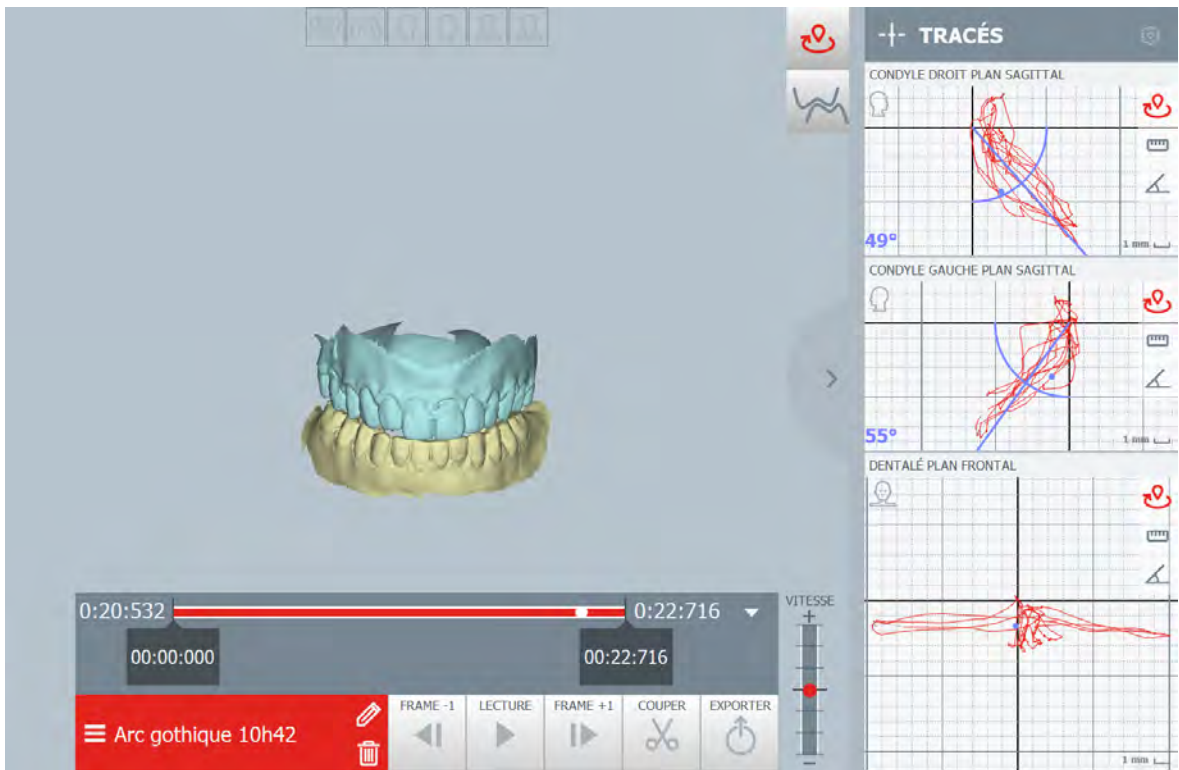 TRACÉS
CONDYLE DROIT PLAN SAGITTAL
49°
1 mm
CONDYLE GAUCHE PLAN SAGITTAL
55°
1 mm
DENTALÉ PLAN FRONTAL
1 mm
0:20:532
0:22:716
00:00:000
00:22:716
VITESSE
+
−
Arc gothique 10h42
FRAME -1
LECTURE
FRAME +1
COUPER
EXPORTER